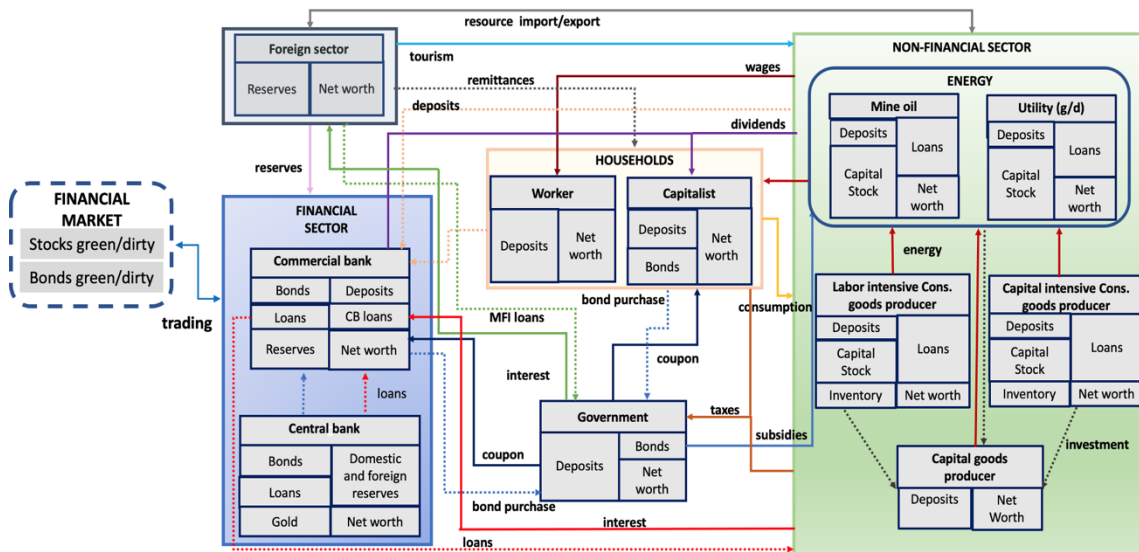 resource import/export
Foreign sector
Reserves
Net worth
tourism
remittances
deposits
wages
dividends
reserves
NON-FINANCIAL SECTOR
ENERGY
Mine oil
Deposits
Loans
Capital
Stock
Net
worth
Utility (g/d)
Deposits
Loans
Capital
Stock
Net
worth
HOUSEHOLDS
Worker
Deposits
Net
worth
Capitalist
Deposits
Bonds
Net
worth
FINANCIAL
MARKET
Stocks green/dirty
Bonds green/dirty
trading
FINANCIAL
SECTOR
Commercial bank
Bonds
Deposits
Loans
CB loans
Reserves
Net worth
loans
Central bank
Bonds
Loans
Gold
Domestic
and foreign
reserves
Net worth
MFI loans
interest
bond purchase
coupon
consumption
energy
Labor intensive Cons.
goods producer
Deposits
Capital
Stock
Inventory
Loans
Net worth
Capital intensive Cons.
goods producer
Deposits
Capital
Stock
Inventory
Loans
Net worth
Government
Deposits
Bonds
Net
worth
taxes
subsidies
coupon
bond purchase
interest
loans
investment
Capital goods
producer
Deposits
Net
Worth